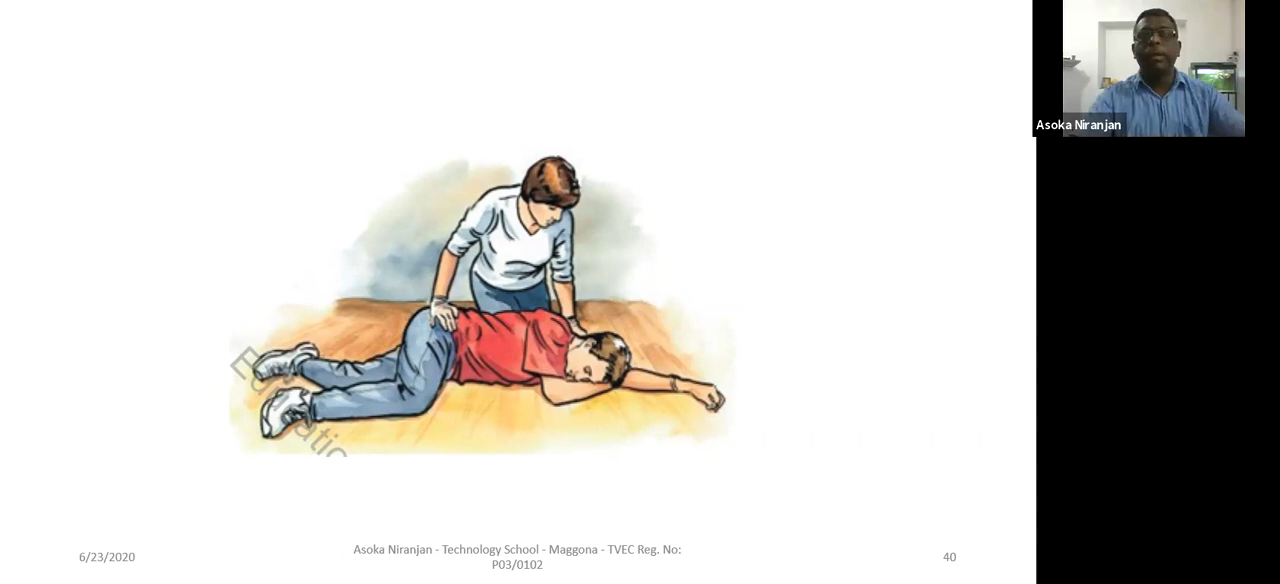 Asoka Niranjan
6/23/2020
Asoka Niranjan - Technology School - Maggona - TVEC Reg. No:
P03/0102
40